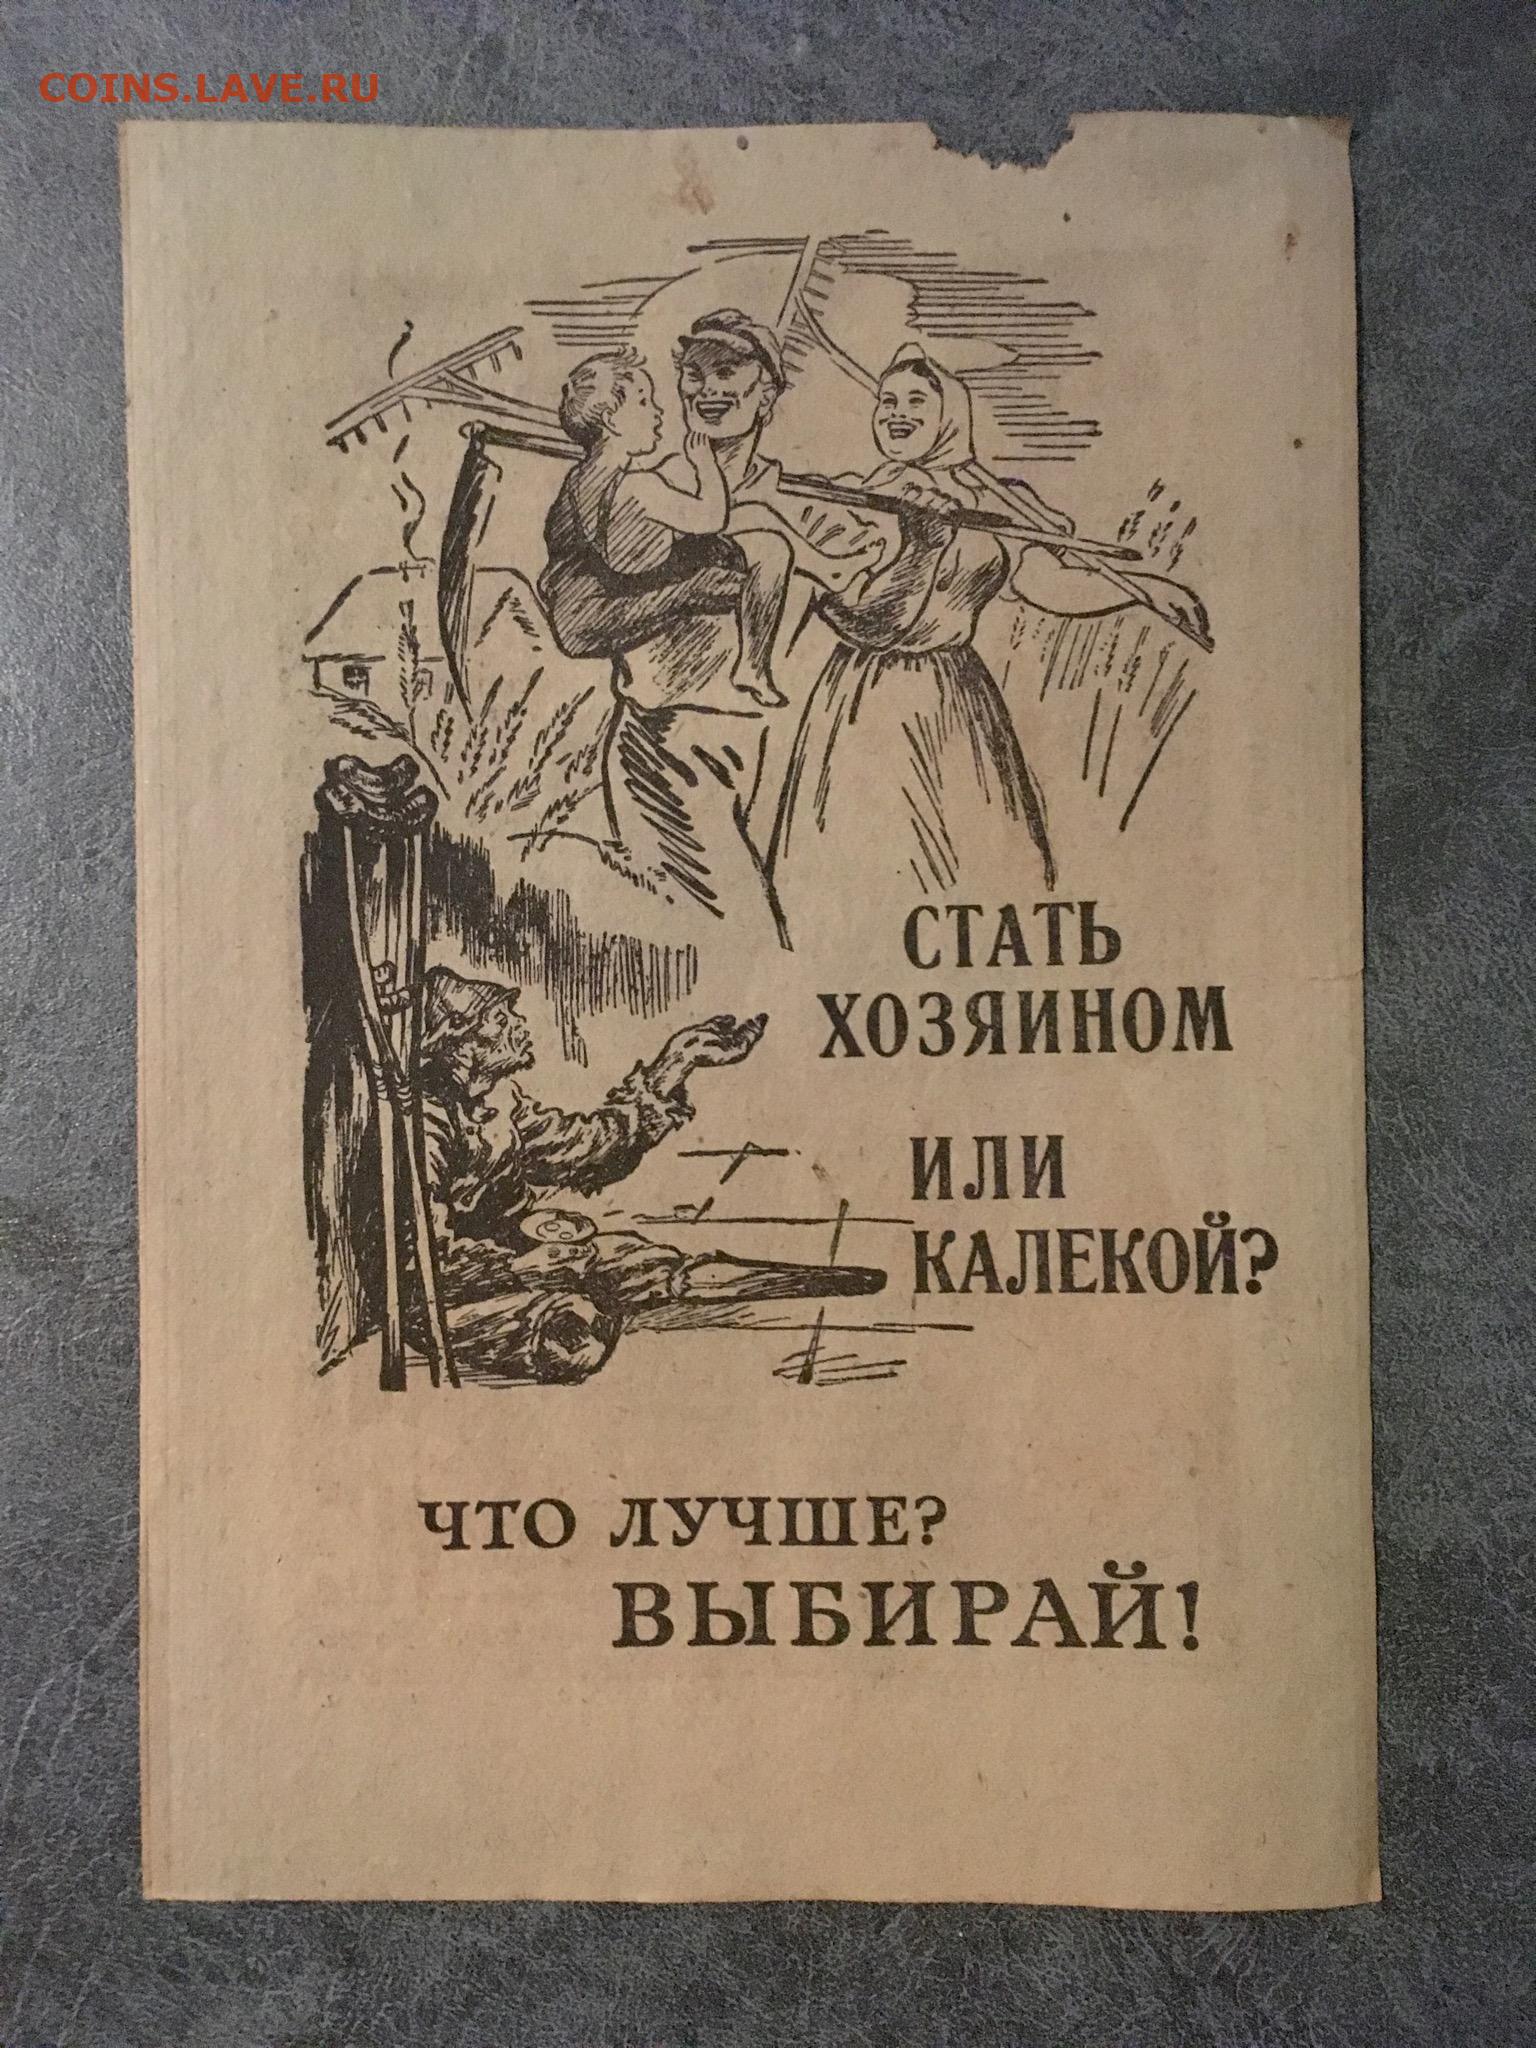 COINS.LAVE.RU
СТАТЬ
ХОЗЯИНОМ
ИЛИ
КАЛЕКОЙ?
ЧТО ЛУЧШЕ?
ВЫБИРАЙ!